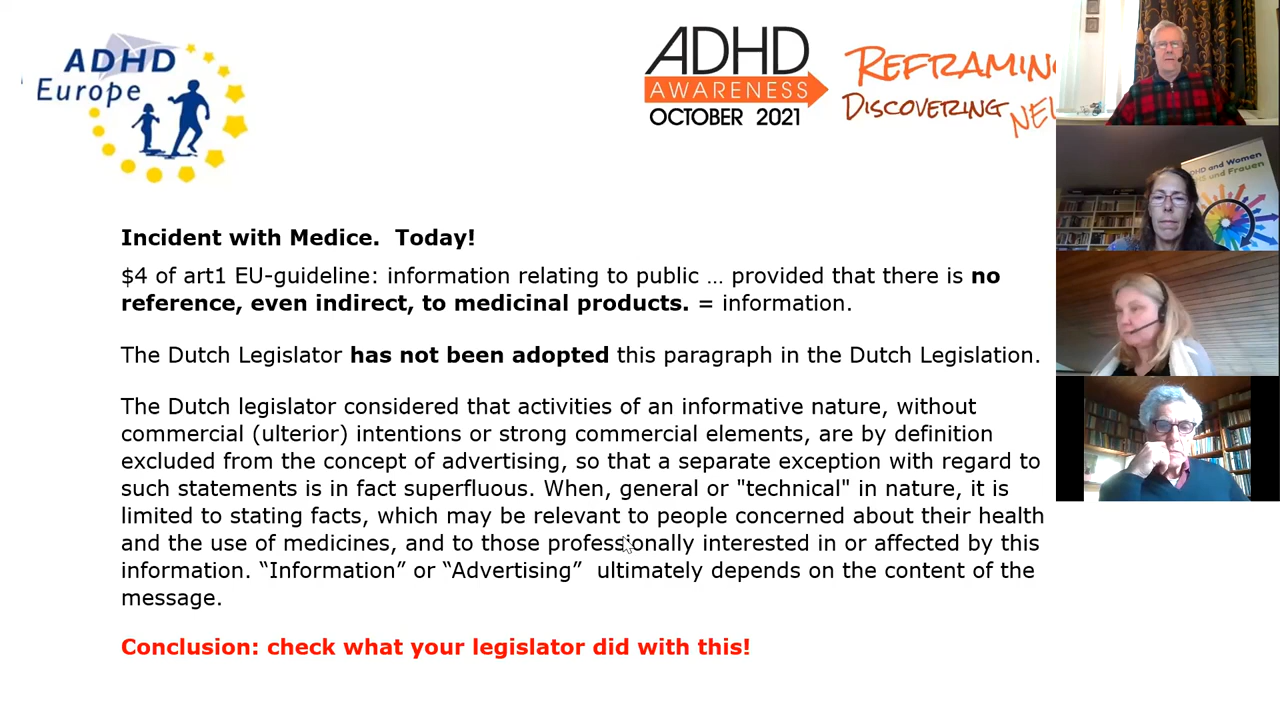 ADHD
Europe
ADHD
AWARENESS
OCTOBER 2021
REFRAMING
DISCOVERING
NEW
ADHD and Women
und Frauen
Incident with Medice. Today!
$4 of art1 EU-guideline: information relating to public … provided that there is no
reference, even indirect, to medicinal products. = information.
The Dutch Legislator has not been adopted this paragraph in the Dutch Legislation.
The Dutch legislator considered that activities of an informative nature, without
commercial (ulterior) intentions or strong commercial elements, are by definition
excluded from the concept of advertising, so that a separate exception with regard to
such statements is in fact superfluous. When, general or "technical" in nature, it is
limited to stating facts, which may be relevant to people concerned about their health
and the use of medicines, and to those professionally interested in or affected by this
information. “Information” or “Advertising” ultimately depends on the content of the
message.
Conclusion: check what your legislator did with this!